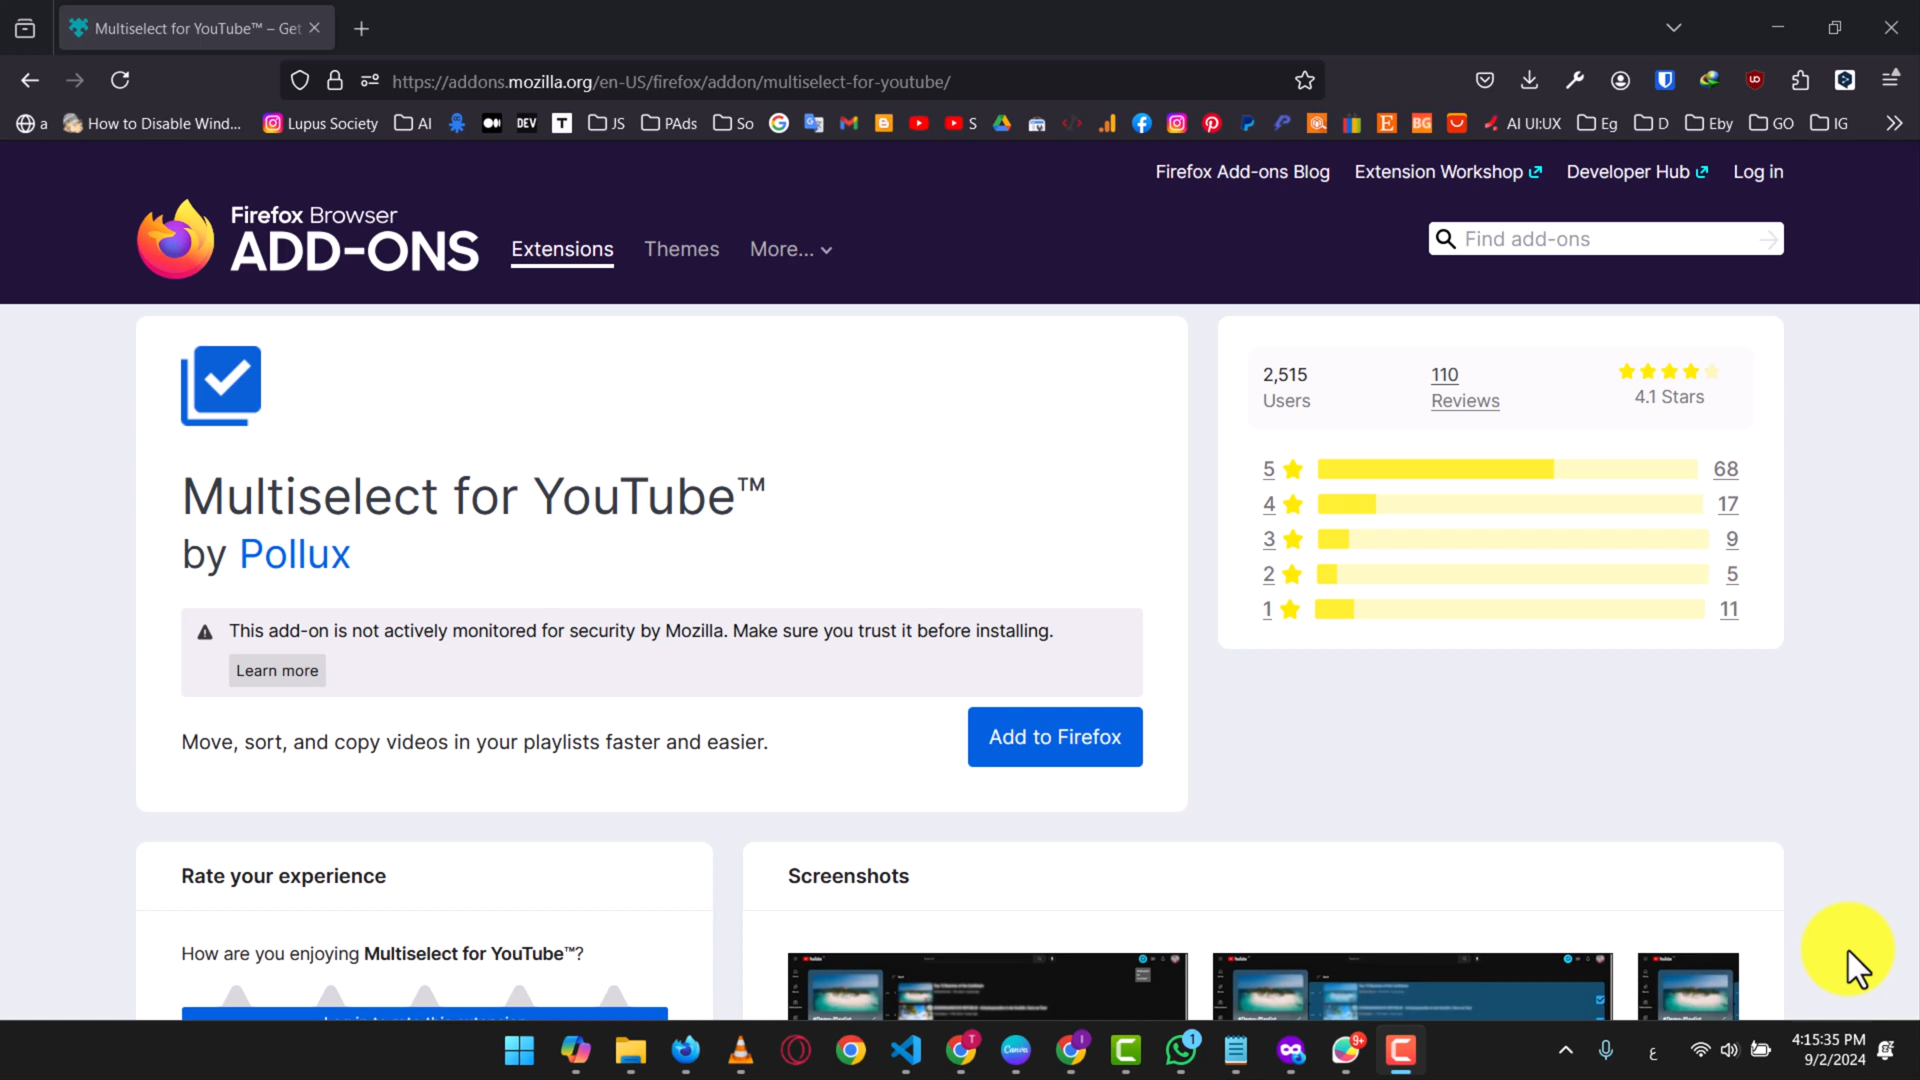 Multiselect for YouTube™ – Get
https://addons.mozilla.org/en-US/firefox/addon/multiselect-for-youtube/
a
How to Disable Wind...
Lupus Society
AI
DEV
T
JS
PAds
So
S
BG
AI UI:UX
Eg
D
Eby
GO
IG
Firefox Add-ons Blog
Extension Workshop
Developer Hub
Log in
Firefox Browser
ADD-ONS
Extensions
Themes
More...
Find add-ons
Multiselect for YouTube™
by Pollux
This add-on is not actively monitored for security by Mozilla. Make sure you trust it before installing.
Learn more
Move, sort, and copy videos in your playlists faster and easier.
Add to Firefox
2,515
Users
110
Reviews
4.1 Stars
5 68
4 17
3 9
2 5
1 11
Rate your experience
How are you enjoying Multiselect for YouTube™?
Screenshots
Canva
T
I
1
9+
ع
4:15:35 PM
9/2/2024